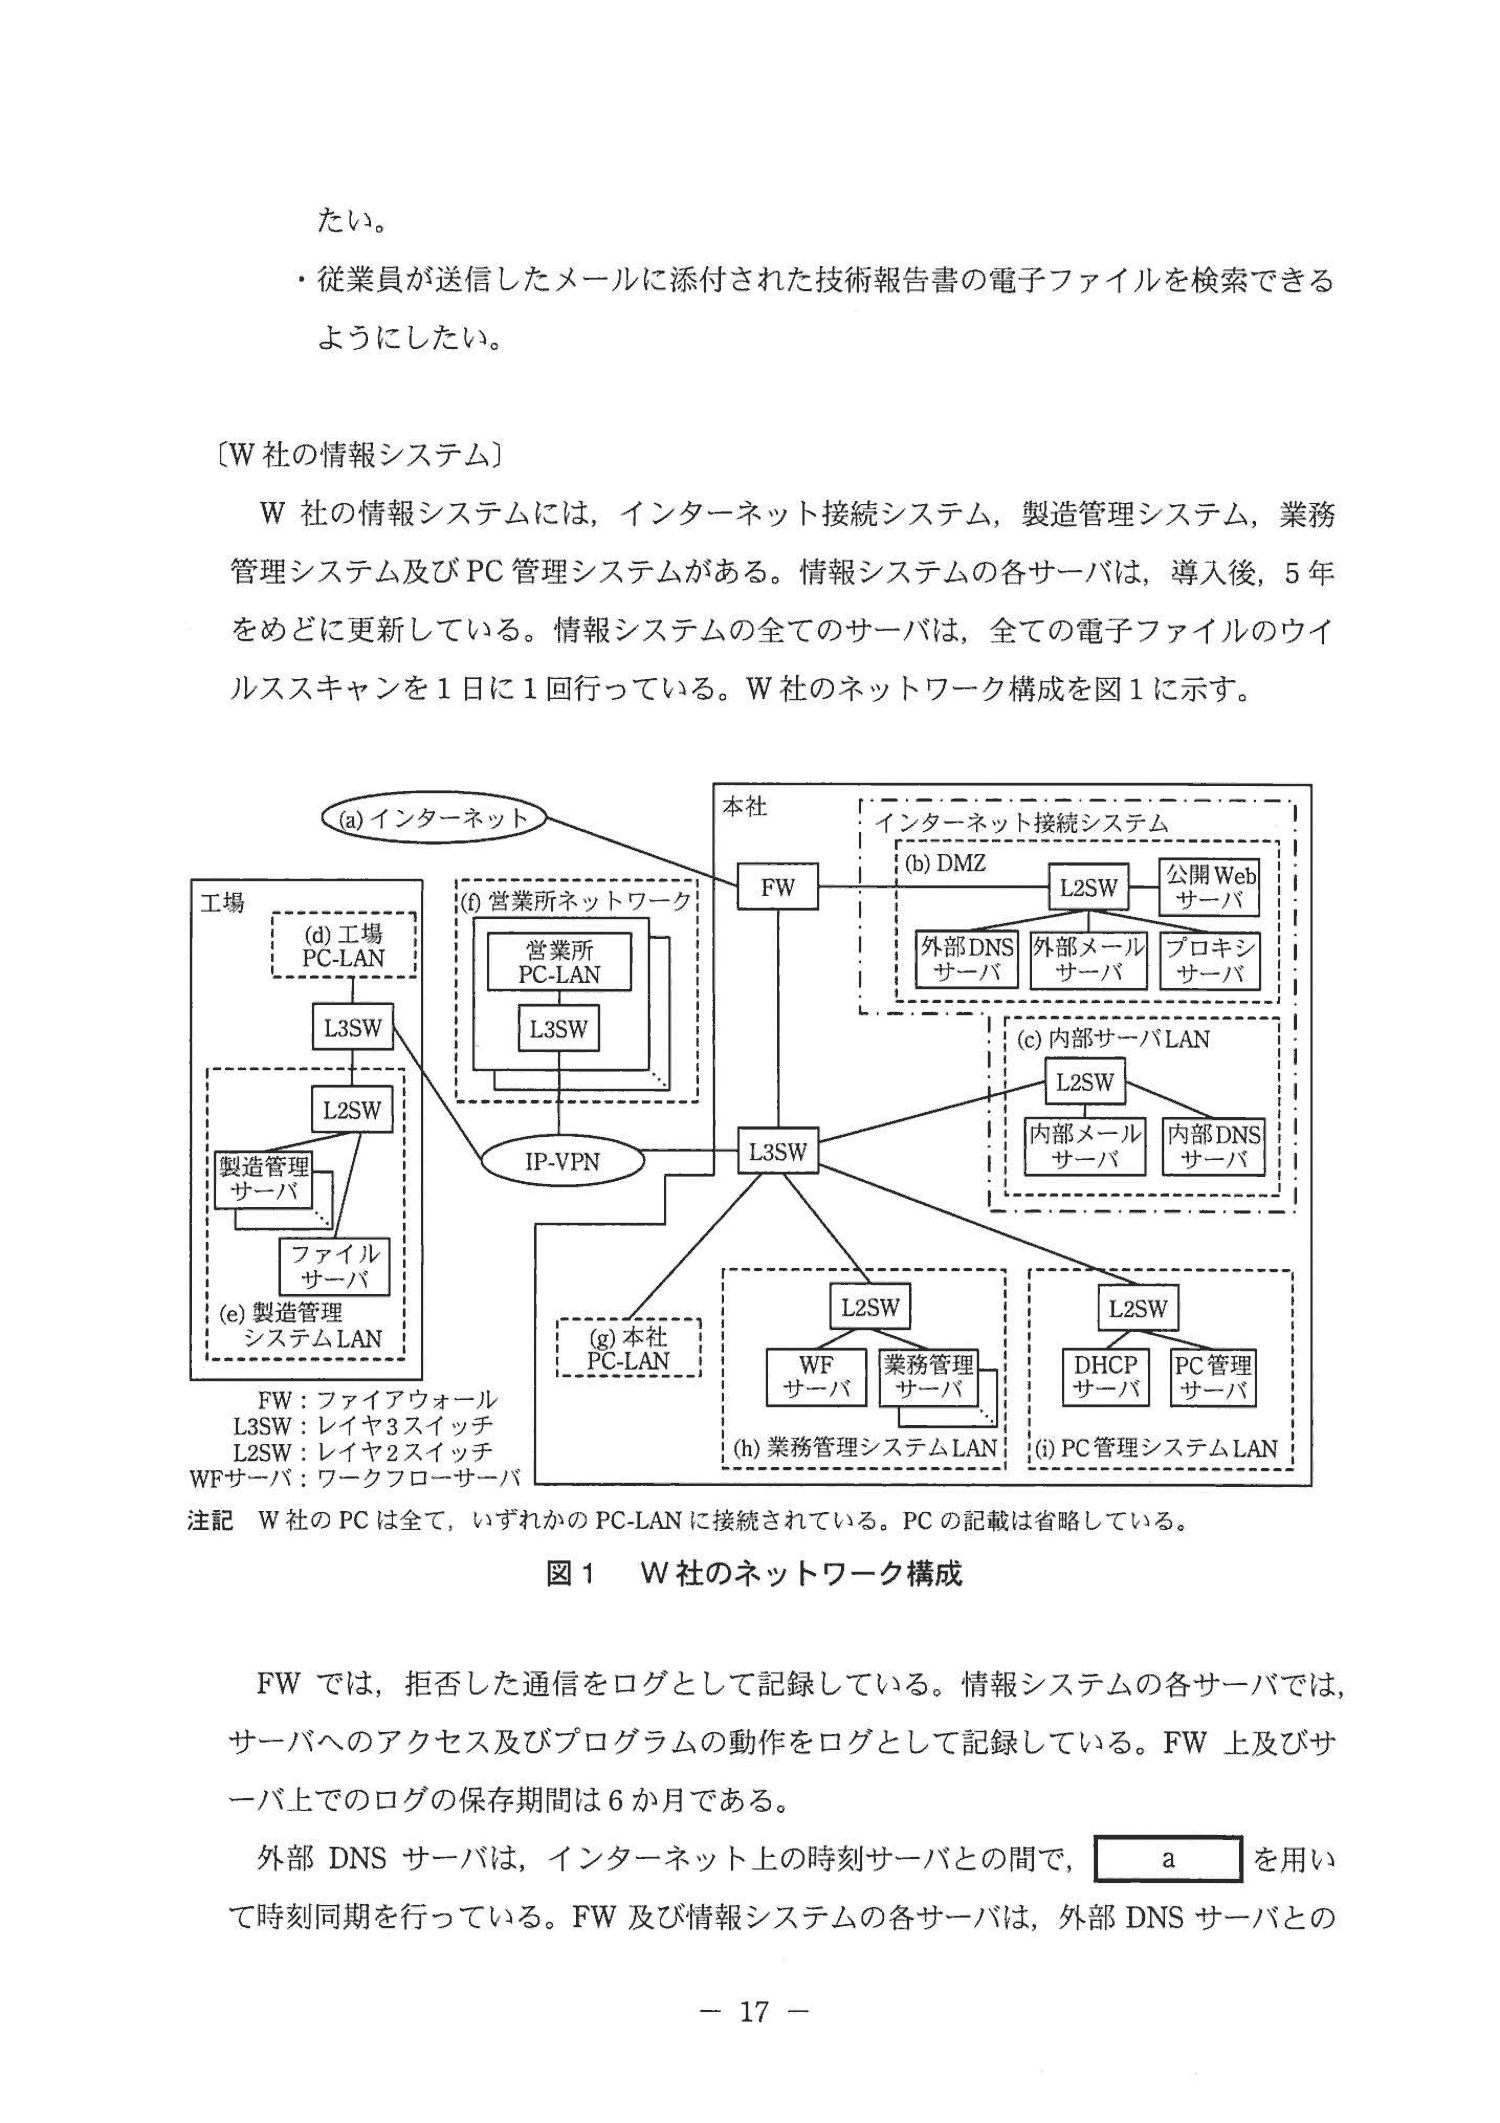 たい。
・従業員が送信したメールに添付された技術報告書の電子ファイルを検索できる
ようにしたい。
〔W 社の情報システム〕
W 社の情報システムには，インターネット接続システム，製造管理システム，業務
管理システム及び PC 管理システムがある。情報システムの各サーバは，導入後，5 年
をめどに更新している。情報システムの全てのサーバは，全ての電子ファイルのウイ
ルススキャンを 1 日に 1 回行っている。W 社のネットワーク構成を図 1 に示す。
(a) インターネット
本社
インターネット接続システム
(b) DMZ
FW
L2SW
公開 Web
サーバ
外部DNS
サーバ
外部メール
サーバ
プロキシ
サーバ
工場
(d) 工場
PC-LAN
L3SW
L2SW
製造管理
サーバ
ファイル
サーバ
(e) 製造管理
システムLAN
(f) 営業所ネットワーク
営業所
PC-LAN
L3SW
IP-VPN
L3SW
(c) 内部サーバLAN
L2SW
内部メール
サーバ
内部DNS
サーバ
(g) 本社
PC-LAN
L2SW
WF
サーバ
業務管理
サーバ
(h) 業務管理システムLAN
L2SW
DHCP
サーバ
PC管理
サーバ
(i) PC管理システムLAN
FW：ファイアウォール
L3SW：レイヤ3スイッチ
L2SW：レイヤ2スイッチ
WFサーバ：ワークフローサーバ
注記　W 社の PC は全て，いずれかの PC-LAN に接続されている。PC の記載は省略している。
図 1　W 社のネットワーク構成
FW では，拒否した通信をログとして記録している。情報システムの各サーバでは，
サーバへのアクセス及びプログラムの動作をログとして記録している。FW 上及びサ
ーバ上でのログの保存期間は 6 か月である。
外部 DNS サーバは，インターネット上の時刻サーバとの間で， a を用い
て時刻同期を行っている。FW 及び情報システムの各サーバは，外部 DNS サーバとの
－ 17 －